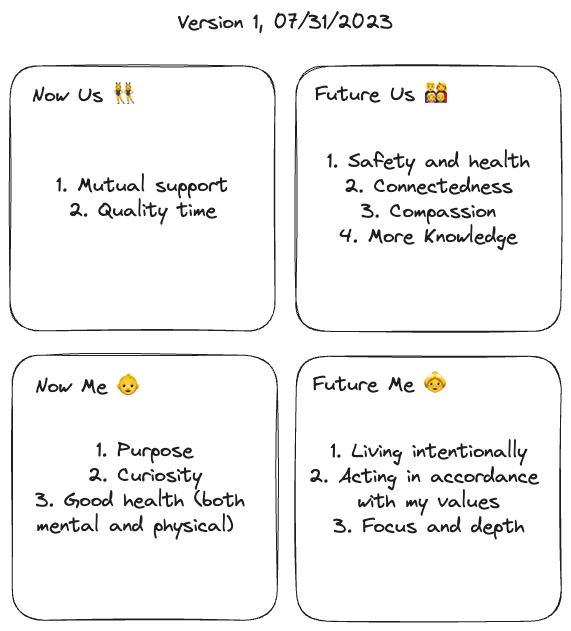 Version 1, 07/31/2023
Now Us 👯
1. Mutual support
2. Quality time
Future Us 👨‍👩‍👧‍👦
1. Safety and health
2. Connectedness
3. Compassion
4. More Knowledge
Now Me 👶
1. Purpose
2. Curiosity
3. Good health (both
mental and physical)
Future Me 👵
1. Living intentionally
2. Acting in accordance
with my values
3. Focus and depth